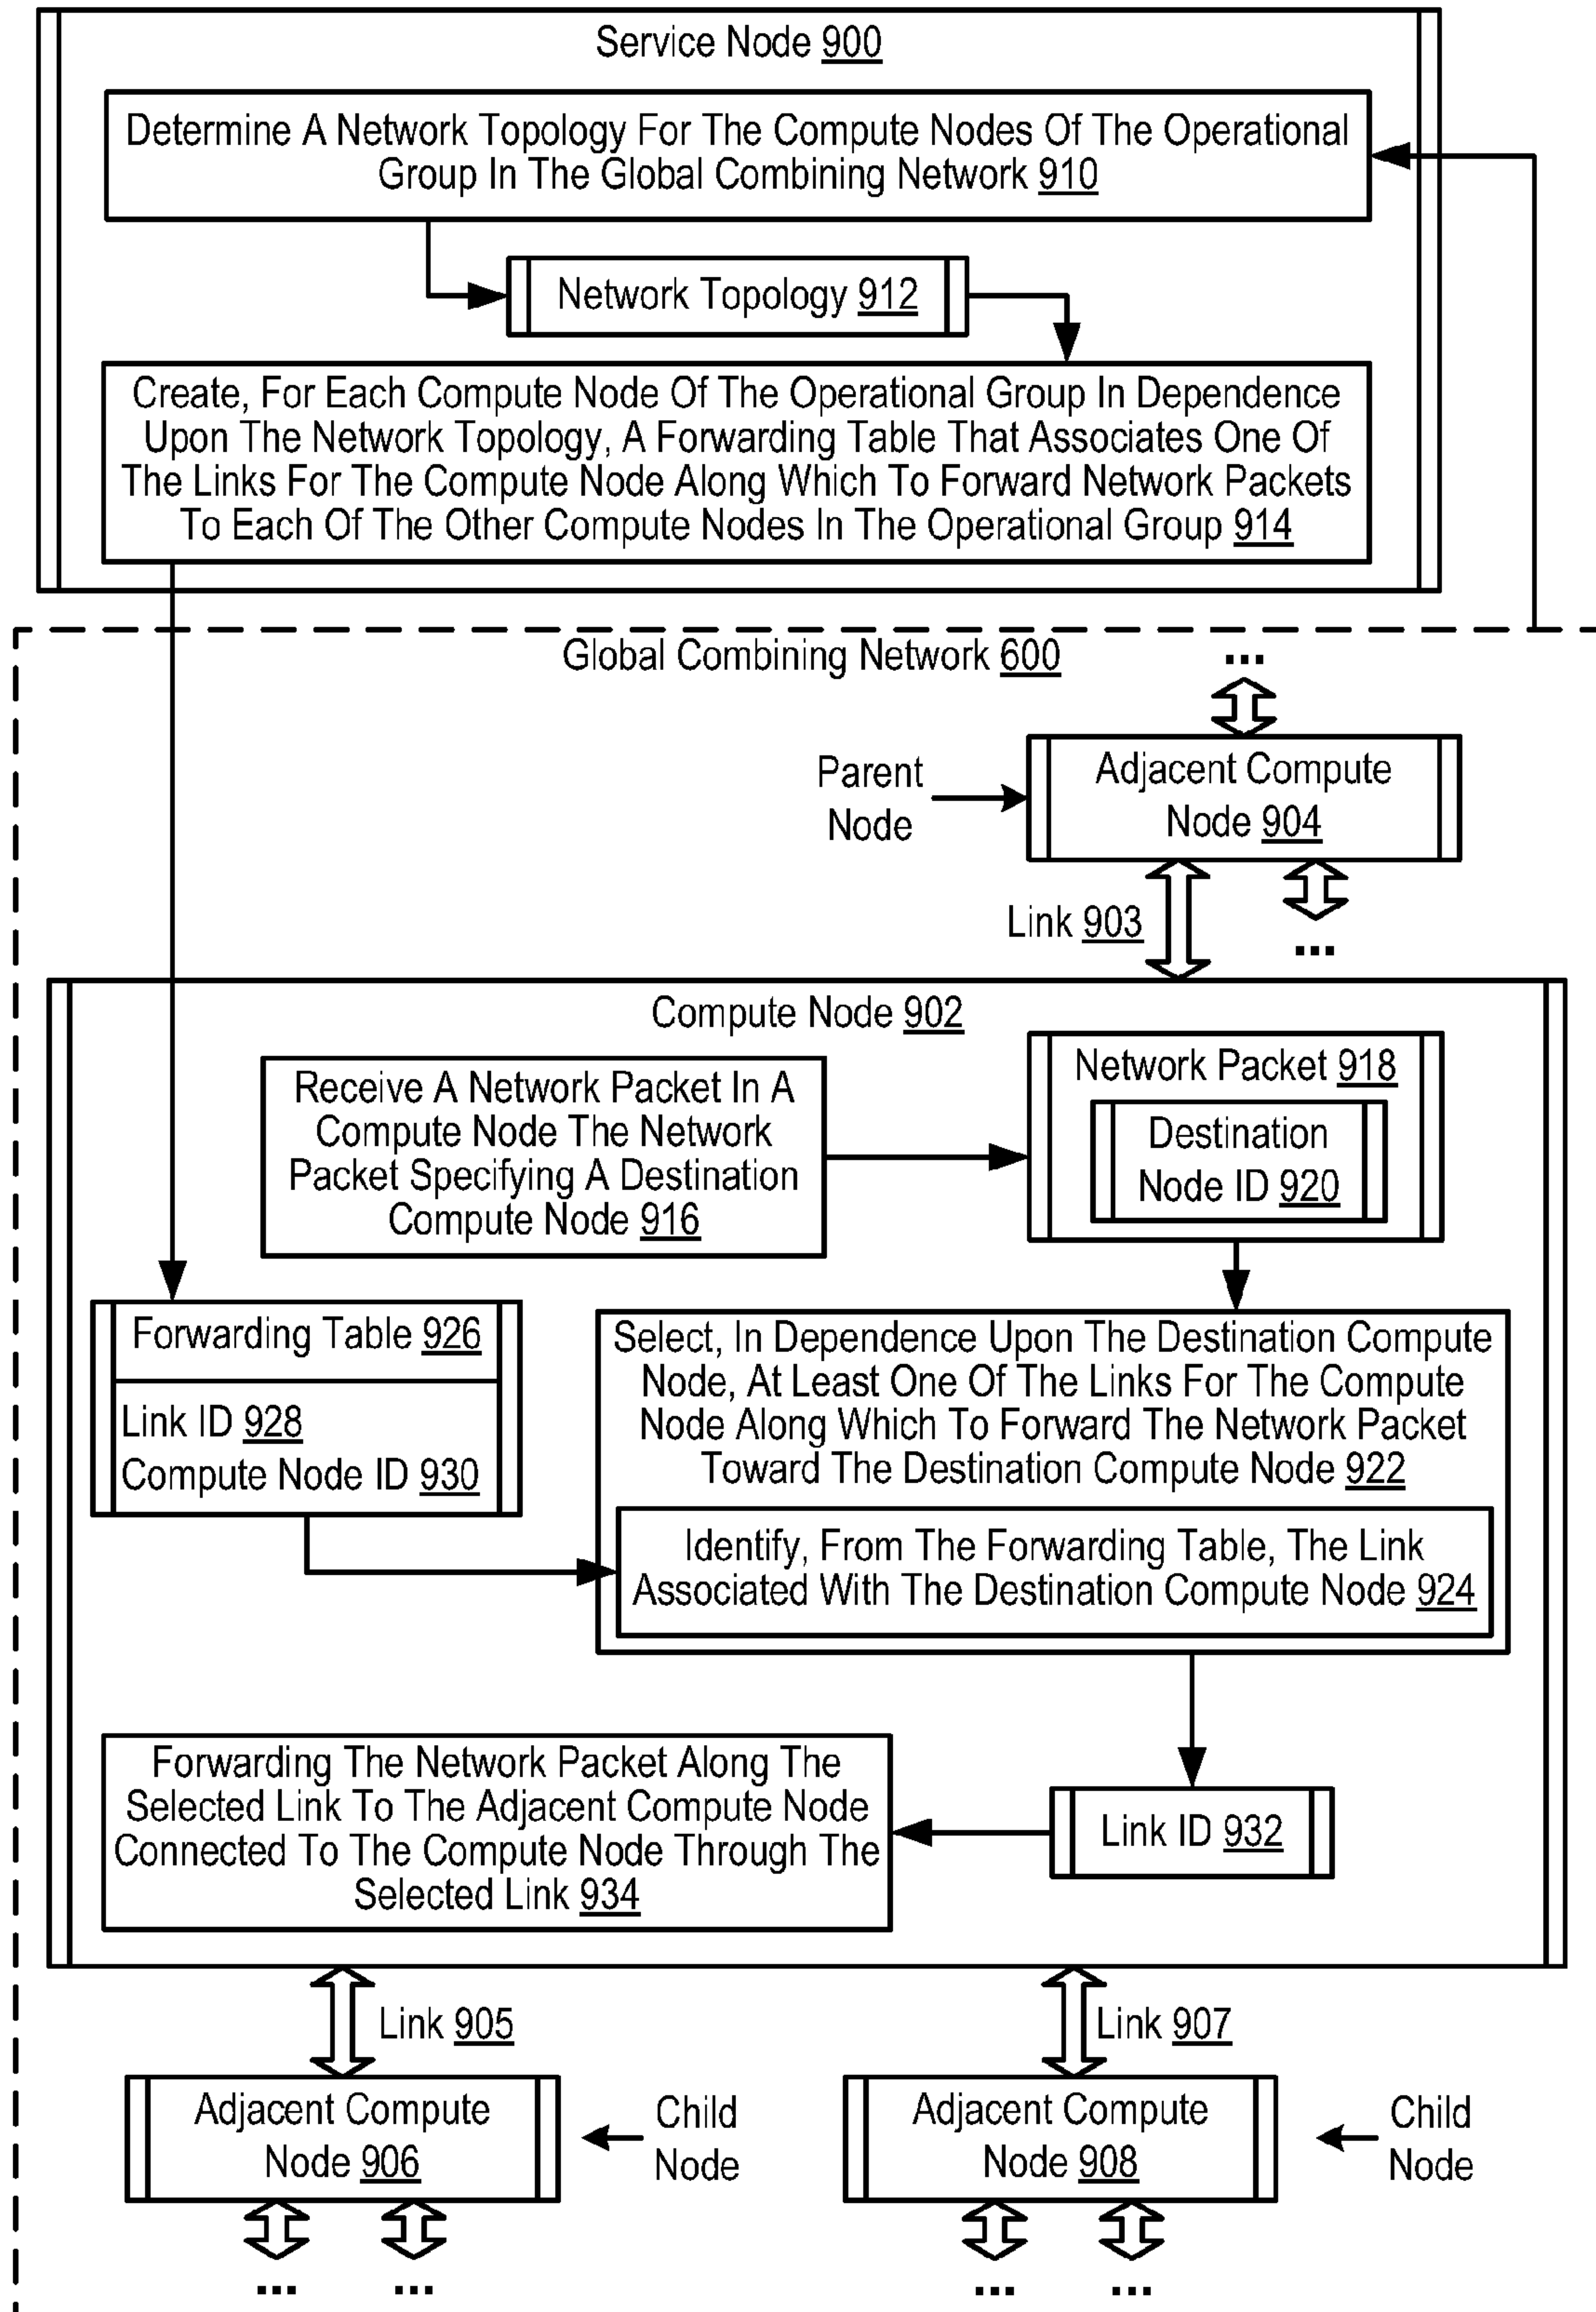 Service Node 900
Determine A Network Topology For The Compute Nodes Of The Operational
Group In The Global Combining Network 910
Network Topology 912
Create, For Each Compute Node Of The Operational Group In Dependence
Upon The Network Topology, A Forwarding Table That Associates One Of
The Links For The Compute Node Along Which To Forward Network Packets
To Each Of The Other Compute Nodes In The Operational Group 914
Global Combining Network 600
...
Parent
Node
Adjacent Compute
Node 904
Link 903
...
Compute Node 902
Receive A Network Packet In A
Compute Node The Network
Packet Specifying A Destination
Compute Node 916
Network Packet 918
Destination
Node ID 920
Forwarding Table 926
Link ID 928
Compute Node ID 930
Select, In Dependence Upon The Destination Compute
Node, At Least One Of The Links For The Compute
Node Along Which To Forward The Network Packet
Toward The Destination Compute Node 922
Identify, From The Forwarding Table, The Link
Associated With The Destination Compute Node 924
Forwarding The Network Packet Along The
Selected Link To The Adjacent Compute Node
Connected To The Compute Node Through The
Selected Link 934
Link ID 932
Link 905
Link 907
Adjacent Compute
Node 906
Child
Node
Adjacent Compute
Node 908
Child
Node
... ... ... ...